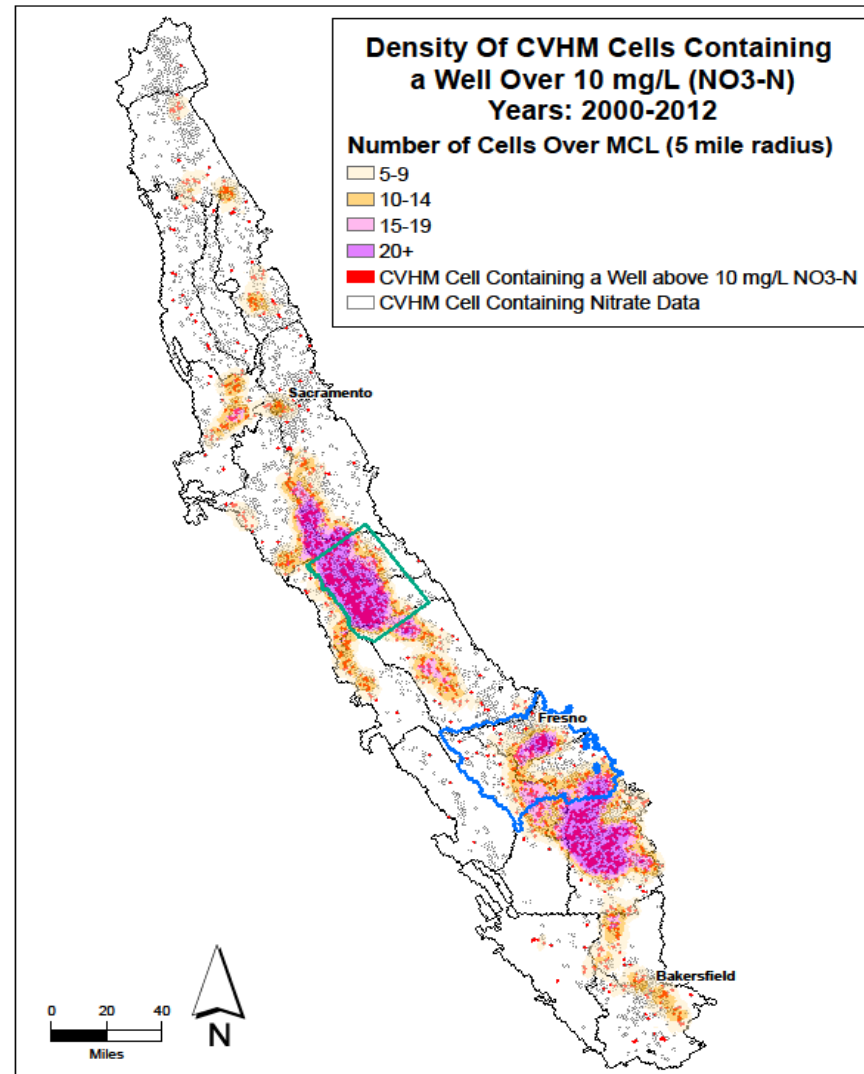 Density Of CVHM Cells Containing
a Well Over 10 mg/L (NO3-N)
Years: 2000-2012
Number of Cells Over MCL (5 mile radius)
5-9
10-14
15-19
20+
CVHM Cell Containing a Well above 10 mg/L NO3-N
CVHM Cell Containing Nitrate Data
Sacramento
Fresno
Bakersfield
0 20 40
Miles
N